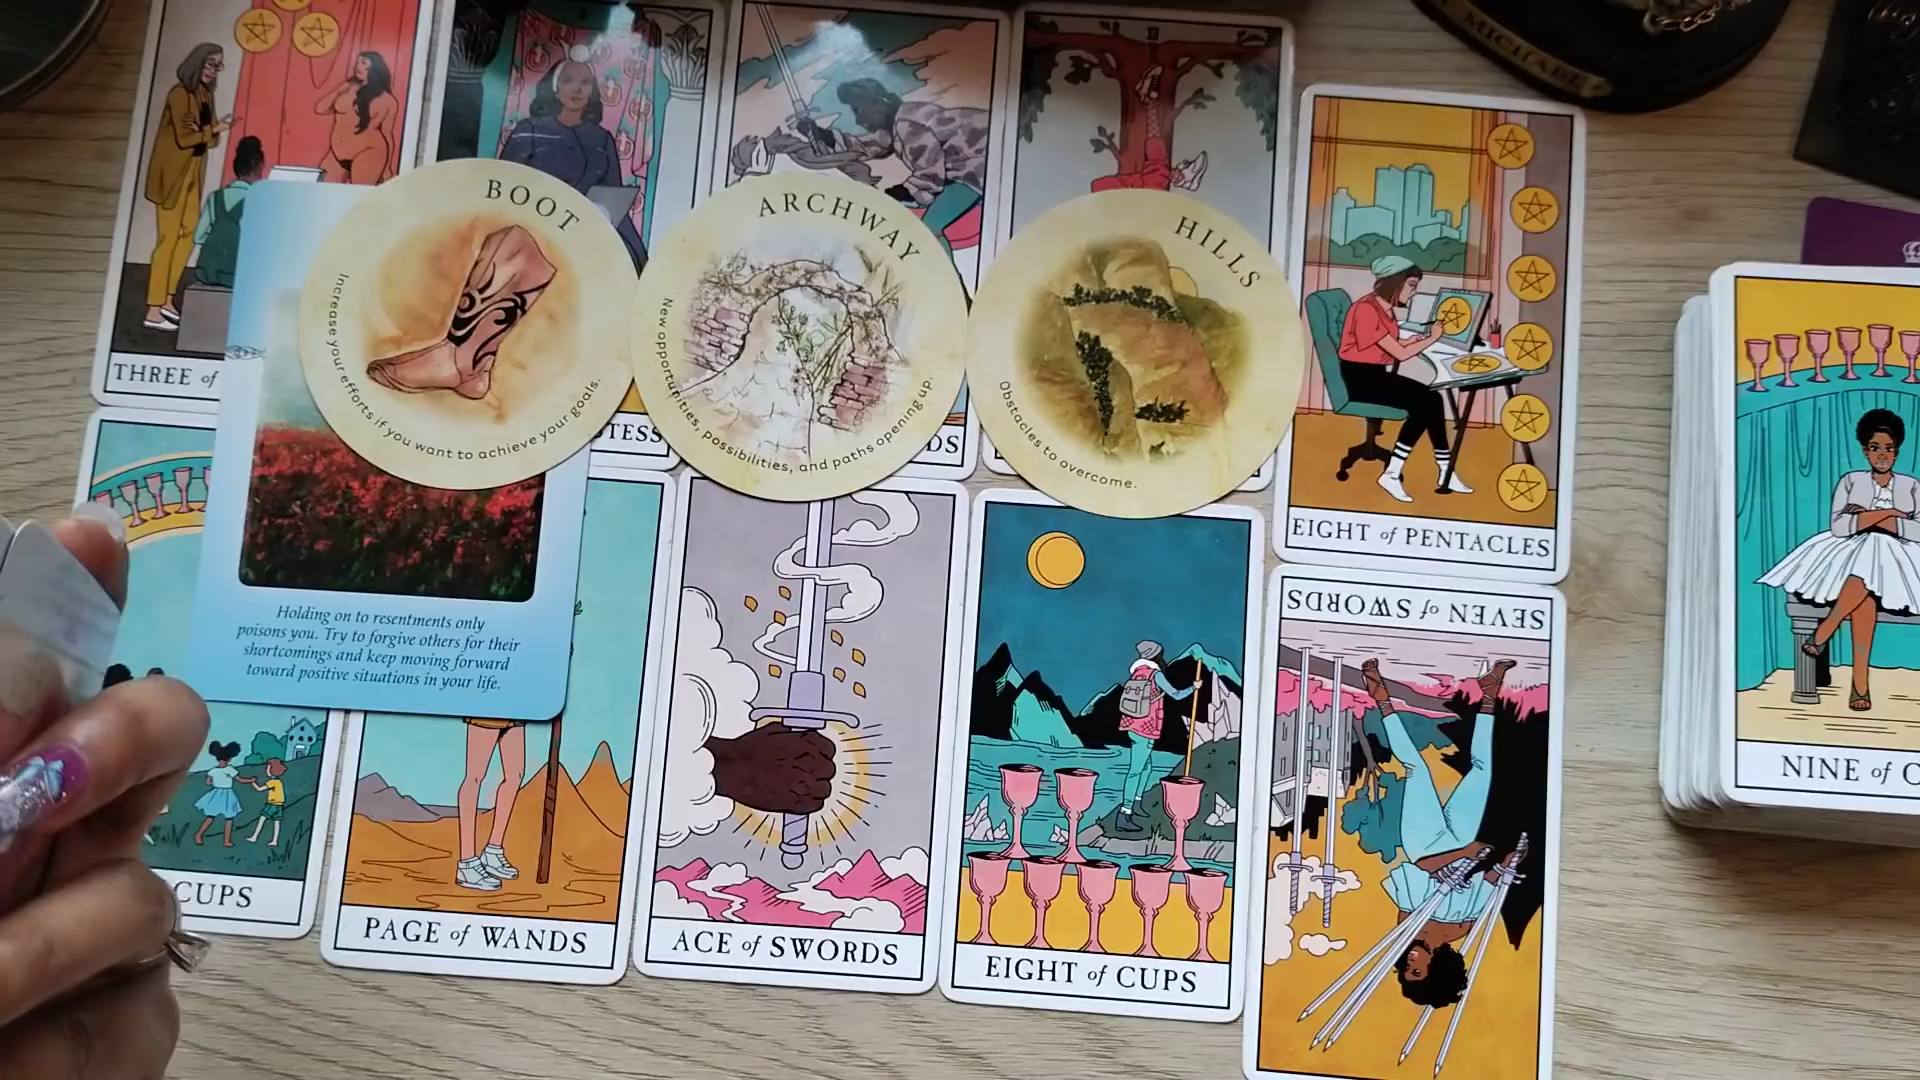 MICHAEL
BOOT
Increase your efforts if you want to achieve your goals.
ARCHWAY
New opportunities, possibilities, and paths opening up.
HILLS
Obstacles to overcome.
THREE of
TESS
DS
EIGHT of PENTACLES
SEVEN of SWORDS
Holding on to resentments only
poisons you. Try to forgive others for their
shortcomings and keep moving forward
toward positive situations in your life.
CUPS
PAGE of WANDS
ACE of SWORDS
EIGHT of CUPS
NINE of C